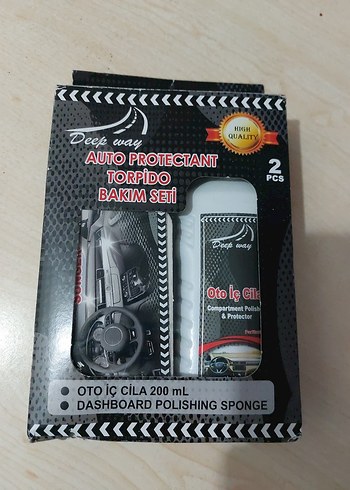 Deep way
HIGH
QUALITY
AUTO PROTECTANT
TORPİDO
BAKIM SETİ
2
PCS
Deep way
Oto İç Cila
Compartment Polish
& Protector
OTO İÇ CİLA 200 mL
DASHBOARD POLISHING SPONGE